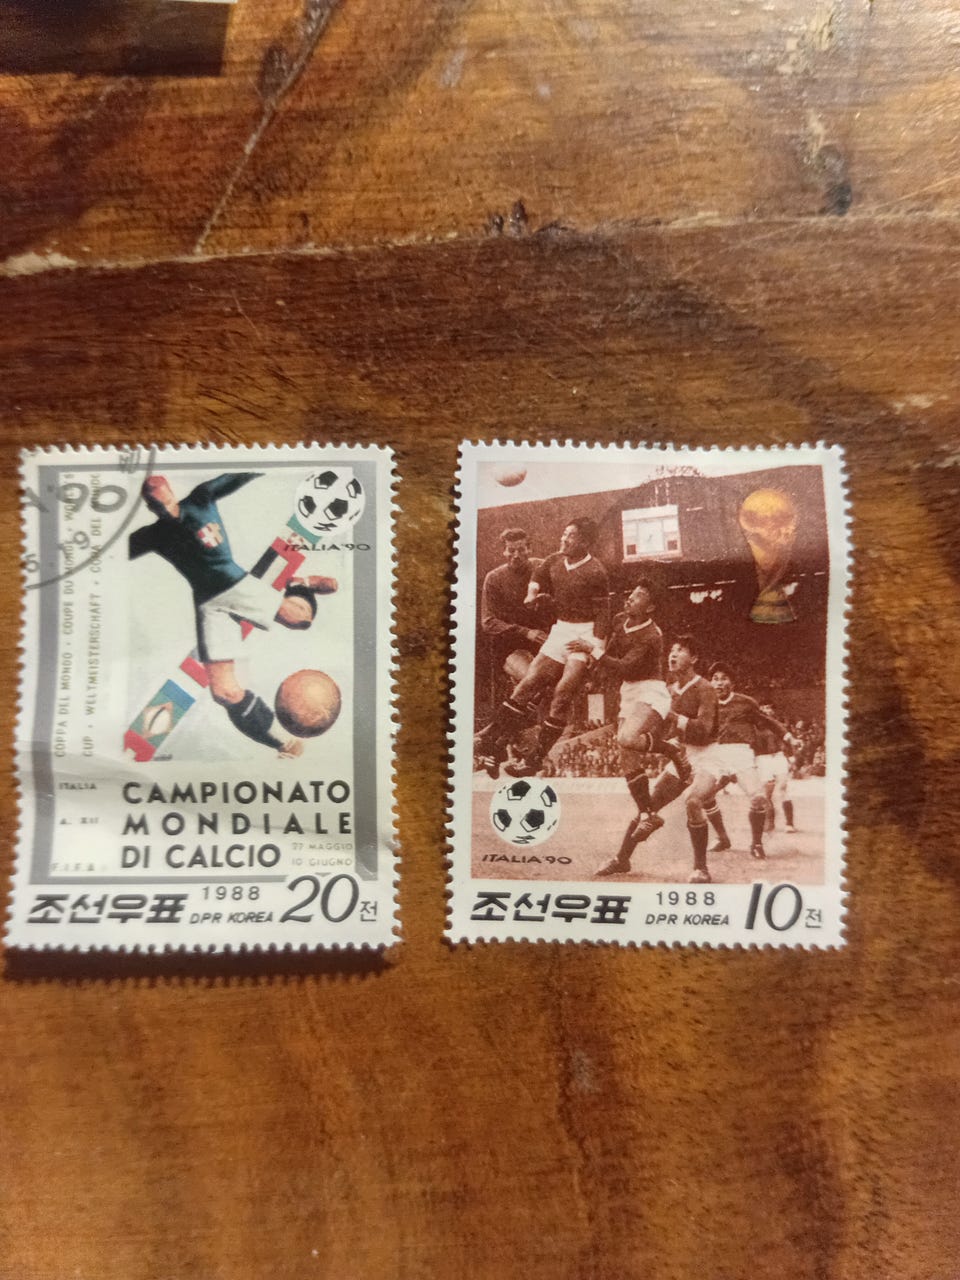 COPPA DEL MONDO · COUPE DU MONDE · WORLD'S
CUP · WELTMEISTERSCHAFT · COPA DEL MUNDO
ITALIA'90
ITALIA
A. XII
F.I.F.A.
CAMPIONATO
MONDIALE
DI CALCIO
27 MAGGIO
10 GIUGNO
조선우표
1988
DPR KOREA
20전
ITALIA'90
조선우표
1988
DPR KOREA
10전